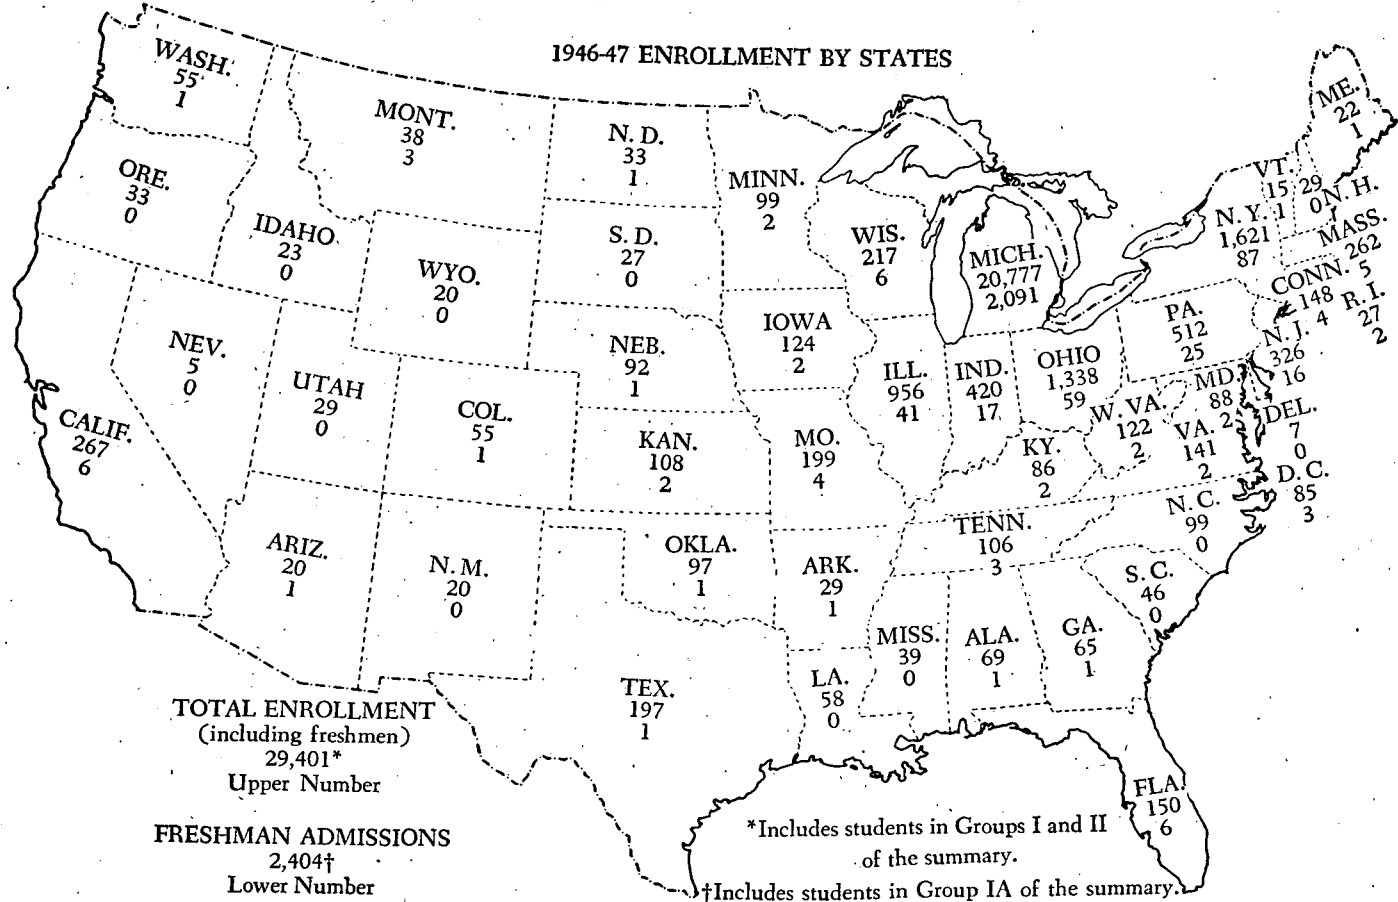 1946-47 ENROLLMENT BY STATES
WASH.
55
1
MONT.
38
3
N. D.
33
1
MINN.
99
2
ME.
22
1
ORE.
33
0
IDAHO
23
0
WYO.
20
0
S. D.
27
0
WIS.
217
6
MICH.
20,777
2,091
VT.
15
1
N. H.
29
0
N. Y.
1,621
87
MASS.
262
5
CONN.
148
4
R. I.
27
2
NEV.
5
0
UTAH
29
0
COL.
55
1
NEB.
92
1
IOWA
124
2
ILL.
956
41
IND.
420
17
OHIO
1,338
59
PA.
512
25
N. J.
326
16
CALIF.
267
6
KAN.
108
2
MO.
199
4
KY.
86
2
W. VA.
122
2
VA.
141
2
MD.
88
2
DEL.
7
0
D. C.
85
3
ARIZ.
20
1
N. M.
20
0
OKLA.
97
1
ARK.
29
1
TENN.
106
3
N. C.
99
0
S. C.
46
0
TEX.
197
1
LA.
58
0
MISS.
39
0
ALA.
69
1
GA.
65
1
FLA.
150
6
TOTAL ENROLLMENT
(including freshmen)
29,401*
Upper Number
FRESHMAN ADMISSIONS
2,404†
Lower Number
*Includes students in Groups I and II
of the summary.
†Includes students in Group IA of the summary.